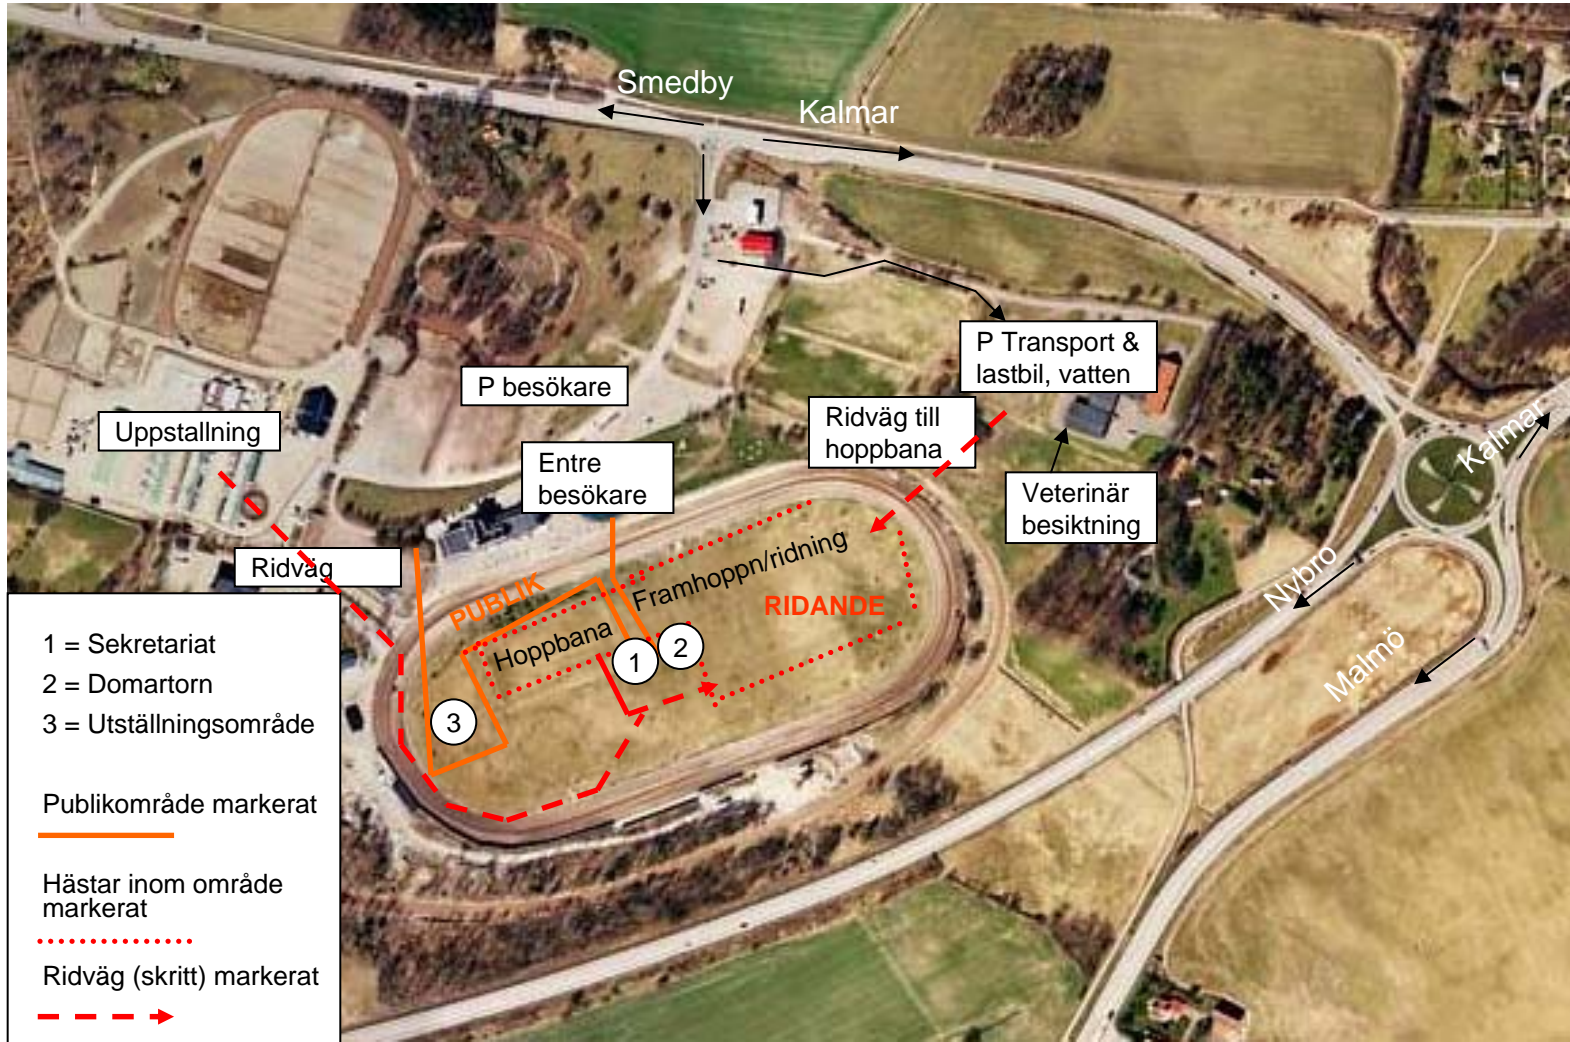 Smedby
Kalmar
P Transport &
lastbil, vatten
P besökare
Ridväg till
hoppbana
Uppstallning
Entre
besökare
Kalmar
Veterinär
besiktning
Ridväg
Framhoppn/ridning
PUBLIK
RIDANDE
Nybro
Hoppbana
1
2
3
Malmö
1 = Sekretariat
2 = Domartorn
3 = Utställningsområde
Publikområde markerat
Hästar inom område
markerat
Ridväg (skritt) markerat